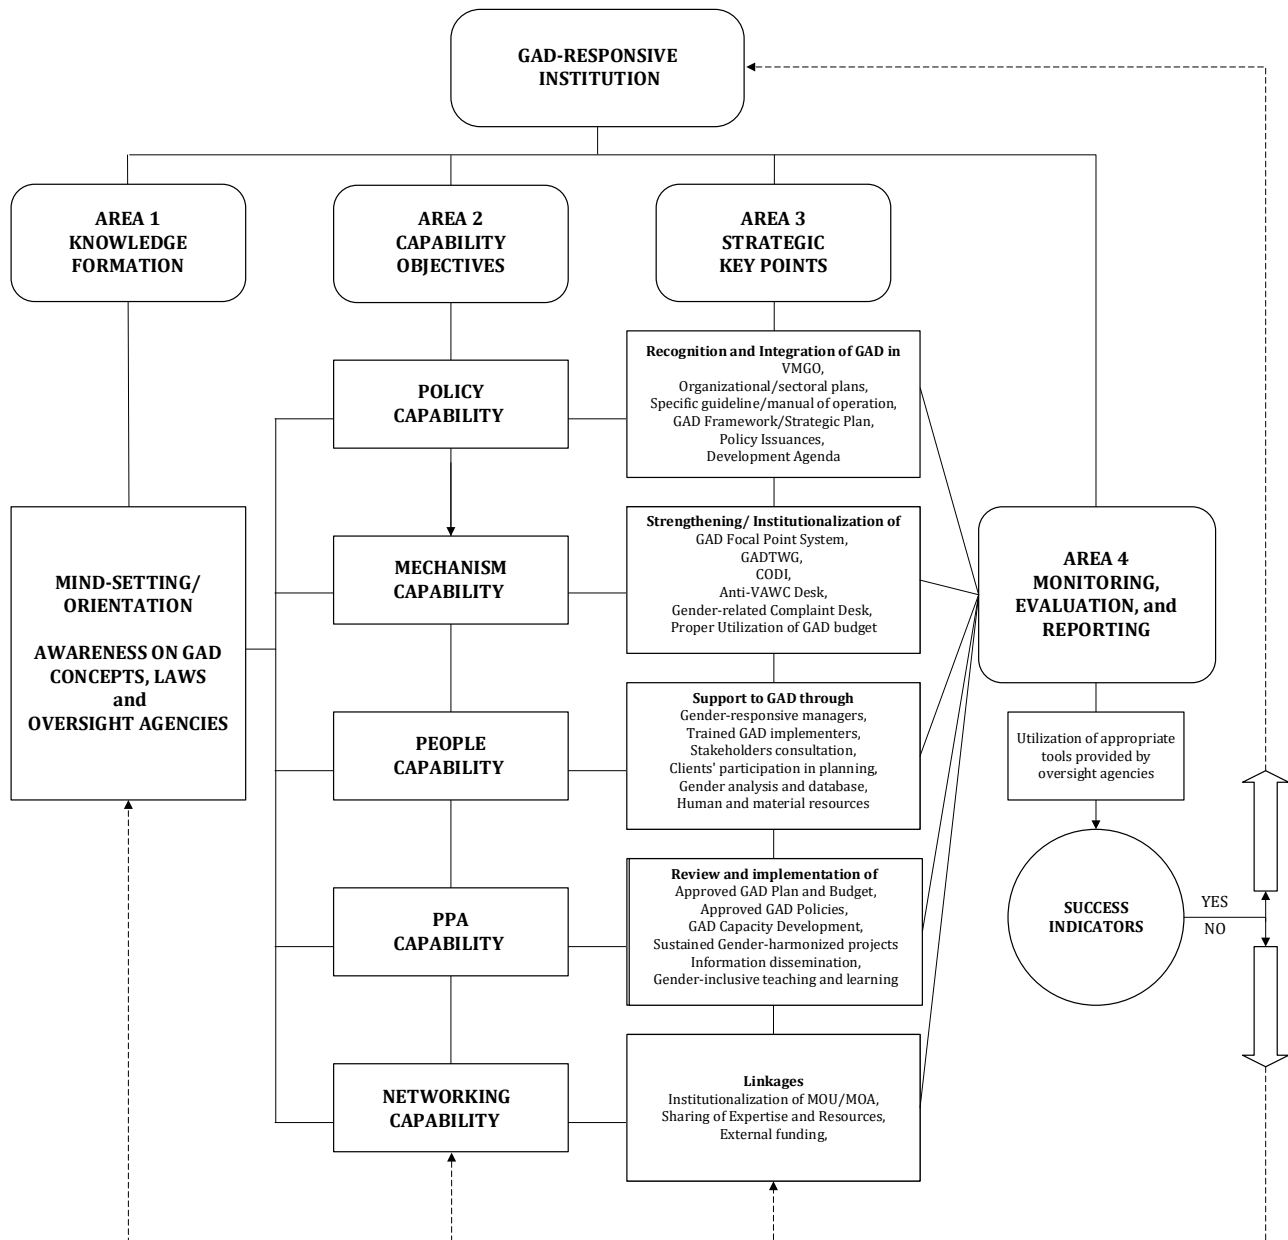 GAD-RESPONSIVE
INSTITUTION
AREA 1
KNOWLEDGE
FORMATION
AREA 2
CAPABILITY
OBJECTIVES
AREA 3
STRATEGIC
KEY POINTS
MIND-SETTING/
ORIENTATION
AWARENESS ON GAD
CONCEPTS, LAWS
and
OVERSIGHT AGENCIES
POLICY
CAPABILITY
MECHANISM
CAPABILITY
PEOPLE
CAPABILITY
PPA
CAPABILITY
NETWORKING
CAPABILITY
Recognition and Integration of GAD in
VMGO,
Organizational/sectoral plans,
Specific guideline/manual of operation,
GAD Framework/Strategic Plan,
Policy Issuances,
Development Agenda
Strengthening/ Institutionalization of
GAD Focal Point System,
GADTWG,
CODI,
Anti-VAWC Desk,
Gender-related Complaint Desk,
Proper Utilization of GAD budget
Support to GAD through
Gender-responsive managers,
Trained GAD implementers,
Stakeholders consultation,
Clients' participation in planning,
Gender analysis and database,
Human and material resources
Review and implementation of
Approved GAD Plan and Budget,
Approved GAD Policies,
GAD Capacity Development,
Sustained Gender-harmonized projects
Information dissemination,
Gender-inclusive teaching and learning
Linkages
Institutionalization of MOU/MOA,
Sharing of Expertise and Resources,
External funding,
AREA 4
MONITORING,
EVALUATION, and
REPORTING
Utilization of appropriate
tools provided by
oversight agencies
SUCCESS
INDICATORS
YES
NO